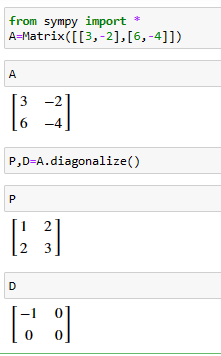 from sympy import *
A=Matrix([[3,-2],[6,-4]])
A
[3 −2]
[6 −4]
P,D=A.diagonalize()
P
[1 2]
[2 3]
D
[−1 0]
[0 0]